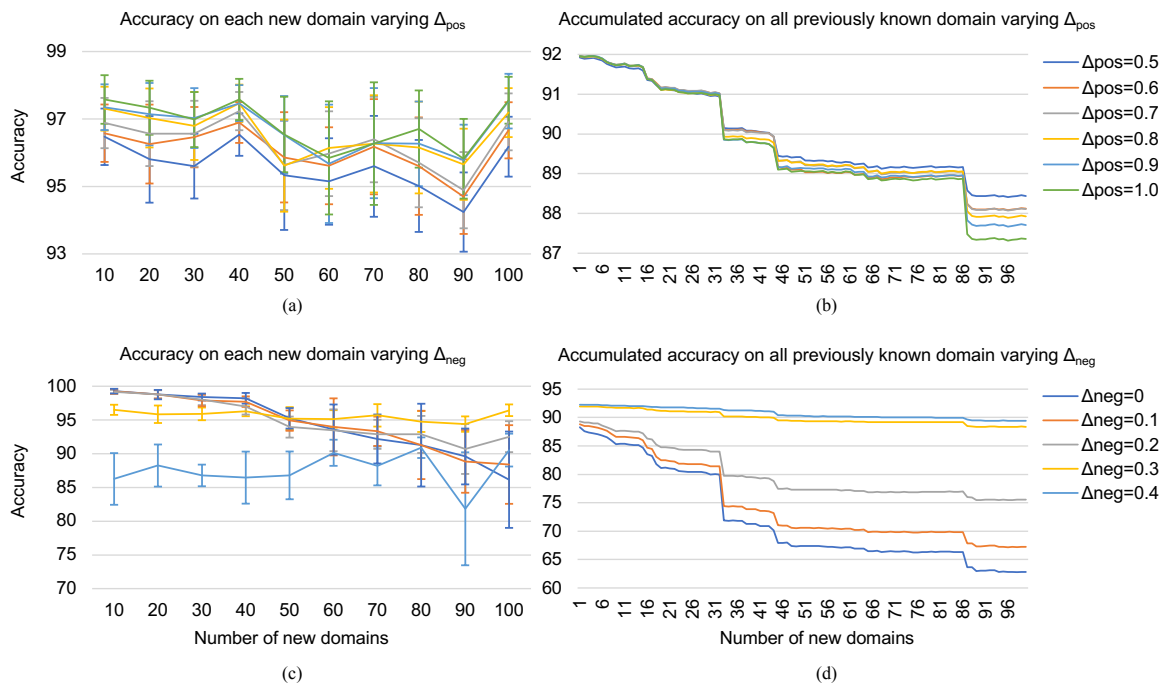 Accuracy on each new domain varying Δpos
99
97
95
93
Accuracy
10 20 30 40 50 60 70 80 90 100
(a)
Accumulated accuracy on all previously known domain varying Δpos
92
91
90
89
88
87
1 6 11 16 21 26 31 36 41 46 51 56 61 66 71 76 81 86 91 96
(b)
Δpos=0.5
Δpos=0.6
Δpos=0.7
Δpos=0.8
Δpos=0.9
Δpos=1.0
Accuracy on each new domain varying Δneg
100
95
90
85
80
75
70
Accuracy
10 20 30 40 50 60 70 80 90 100
Number of new domains
(c)
Accumulated accuracy on all previously known domain varying Δneg
95
90
85
80
75
70
65
60
1 6 11 16 21 26 31 36 41 46 51 56 61 66 71 76 81 86 91 96
Number of new domains
(d)
Δneg=0
Δneg=0.1
Δneg=0.2
Δneg=0.3
Δneg=0.4